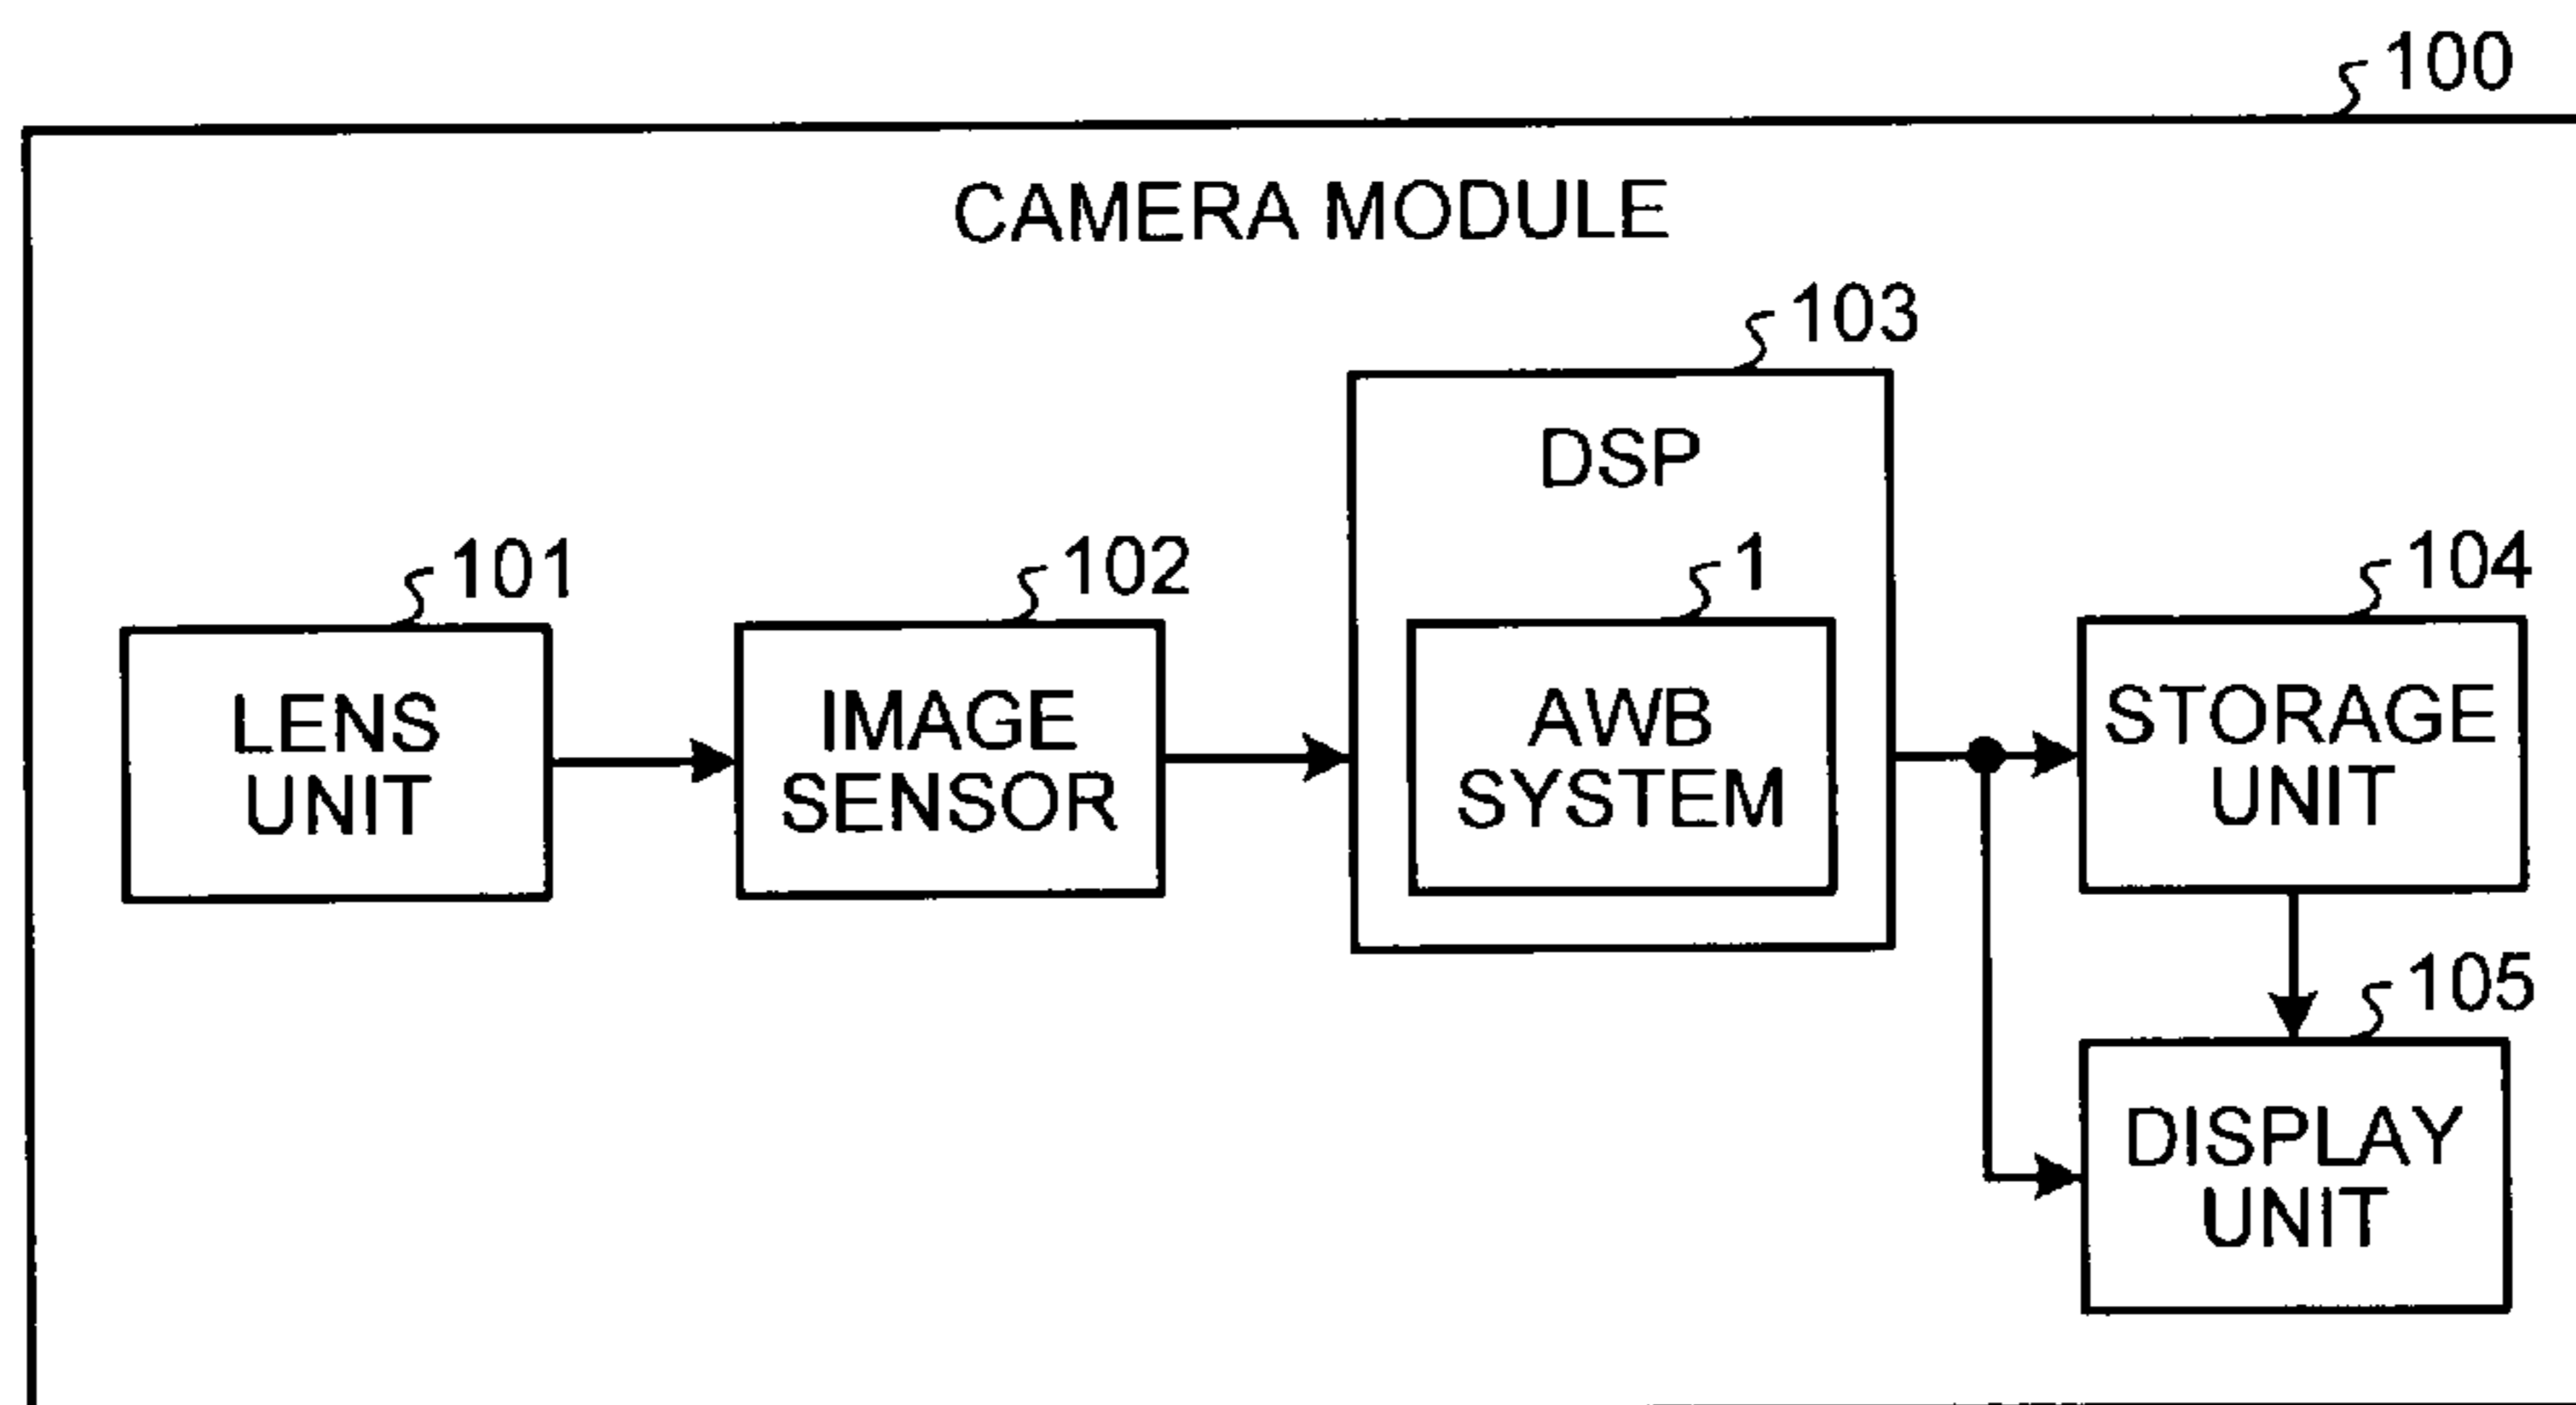 100
CAMERA MODULE
103
DSP
101
102
1
104
LENS
UNIT
IMAGE
SENSOR
AWB
SYSTEM
STORAGE
UNIT
105
DISPLAY
UNIT